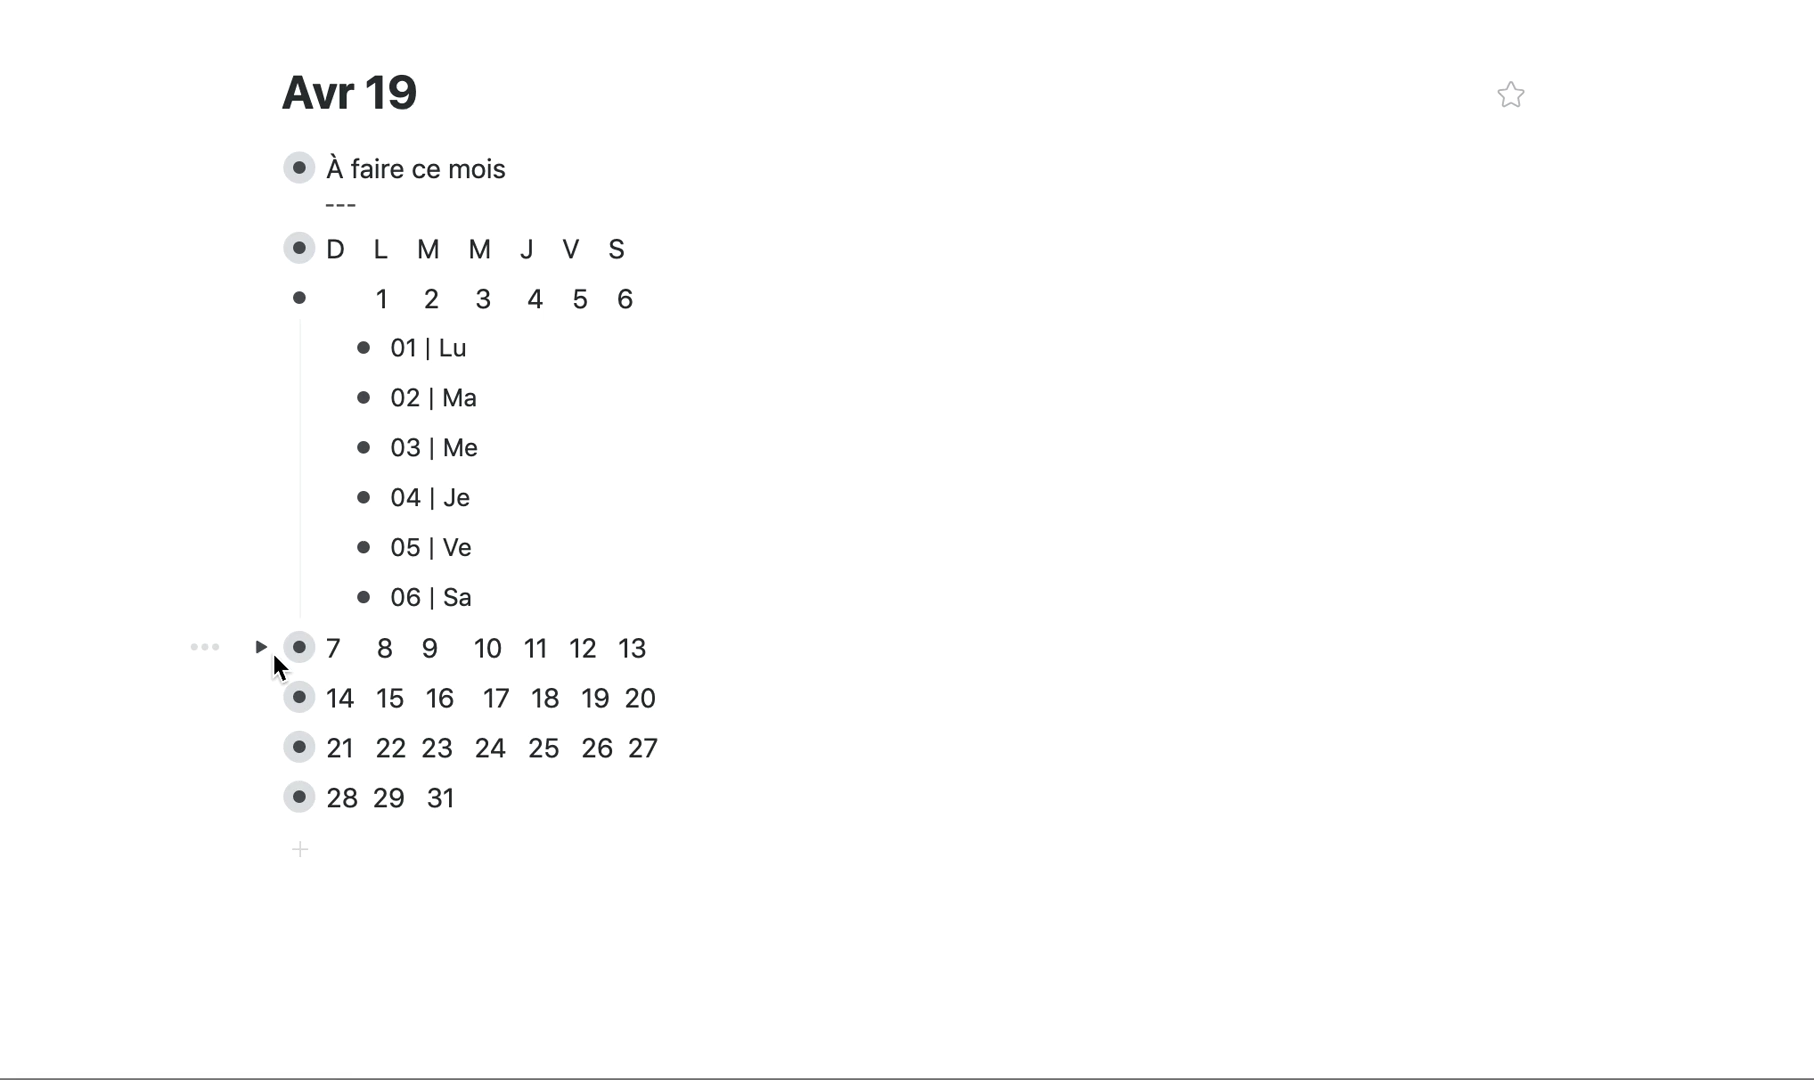 Avr 19
À faire ce mois
---
D L M M J V S
1 2 3 4 5 6
01 | Lu
02 | Ma
03 | Me
04 | Je
05 | Ve
06 | Sa
7 8 9 10 11 12 13
14 15 16 17 18 19 20
21 22 23 24 25 26 27
28 29 31